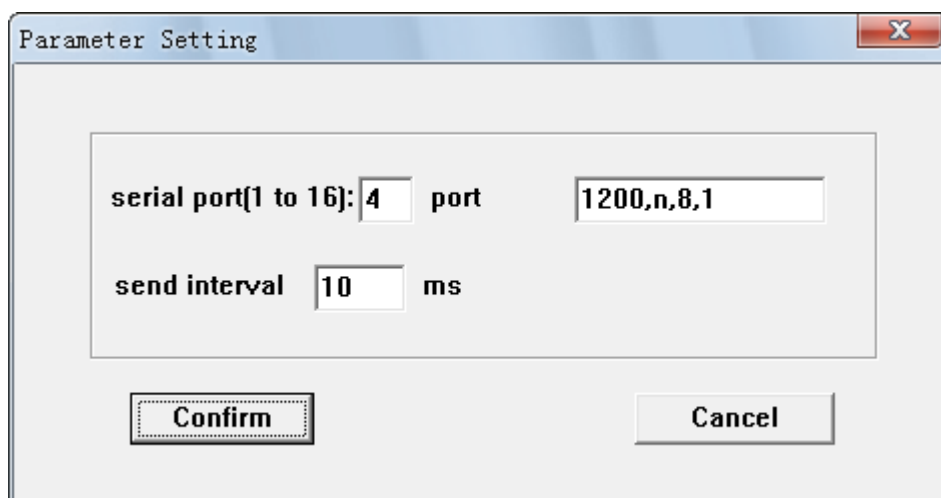 Parameter Setting
serial port(1 to 16): 4 port 1200,n,8,1
send interval 10 ms
Confirm Cancel